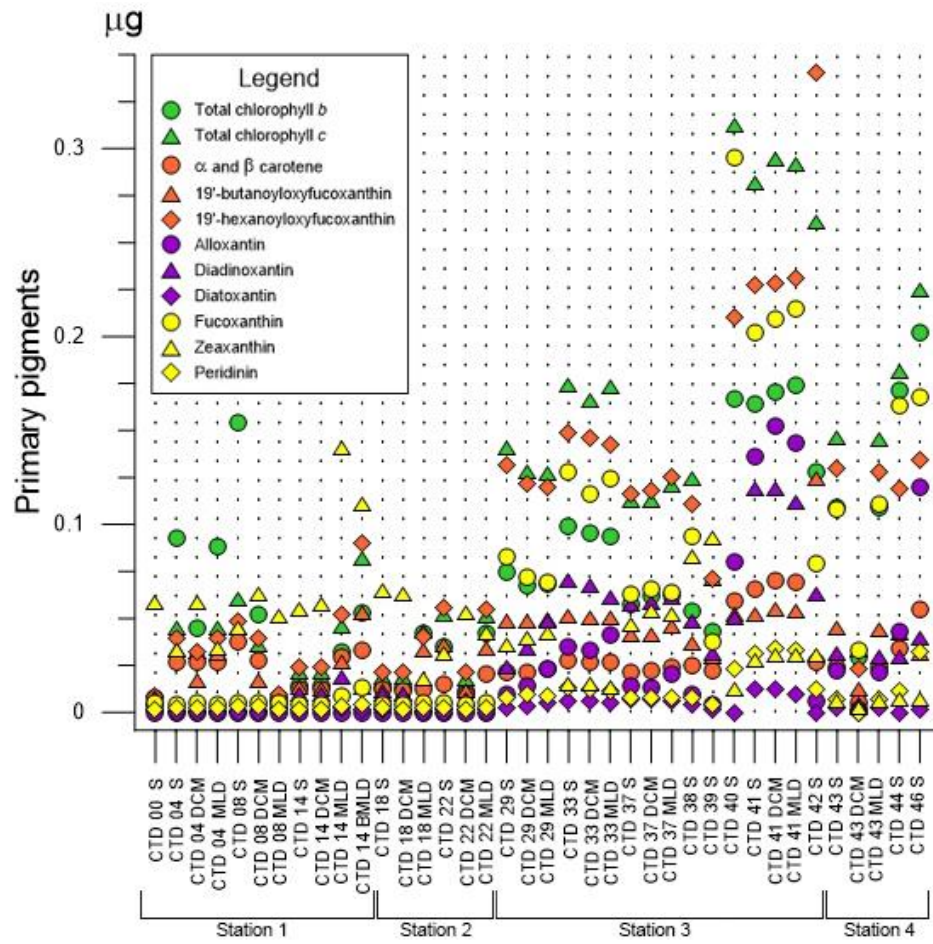 µg
Legend
Total chlorophyll b
Total chlorophyll c
α and β carotene
19'-butanoyloxyfucoxanthin
19'-hexanoyloxyfucoxanthin
Alloxantin
Diadinoxantin
Diatoxantin
Fucoxanthin
Zeaxanthin
Peridinin
Primary pigments
0.3
0.2
0.1
0
CTD 00 S
CTD 04 S
CTD 04 DCM
CTD 04 MLD
CTD 08 S
CTD 08 DCM
CTD 08 MLD
CTD 14 S
CTD 14 DCM
CTD 14 MLD
CTD 14 BMLD
CTD 18 S
CTD 18 DCM
CTD 18 MLD
CTD 22 S
CTD 22 DCM
CTD 22 MLD
CTD 29 S
CTD 29 DCM
CTD 29 MLD
CTD 33 S
CTD 33 DCM
CTD 33 MLD
CTD 37 S
CTD 37 DCM
CTD 37 MLD
CTD 38 S
CTD 39 S
CTD 40 S
CTD 41 S
CTD 41 DCM
CTD 41 MLD
CTD 42 S
CTD 43 S
CTD 43 DCM
CTD 43 MLD
CTD 44 S
CTD 46 S
Station 1
Station 2
Station 3
Station 4